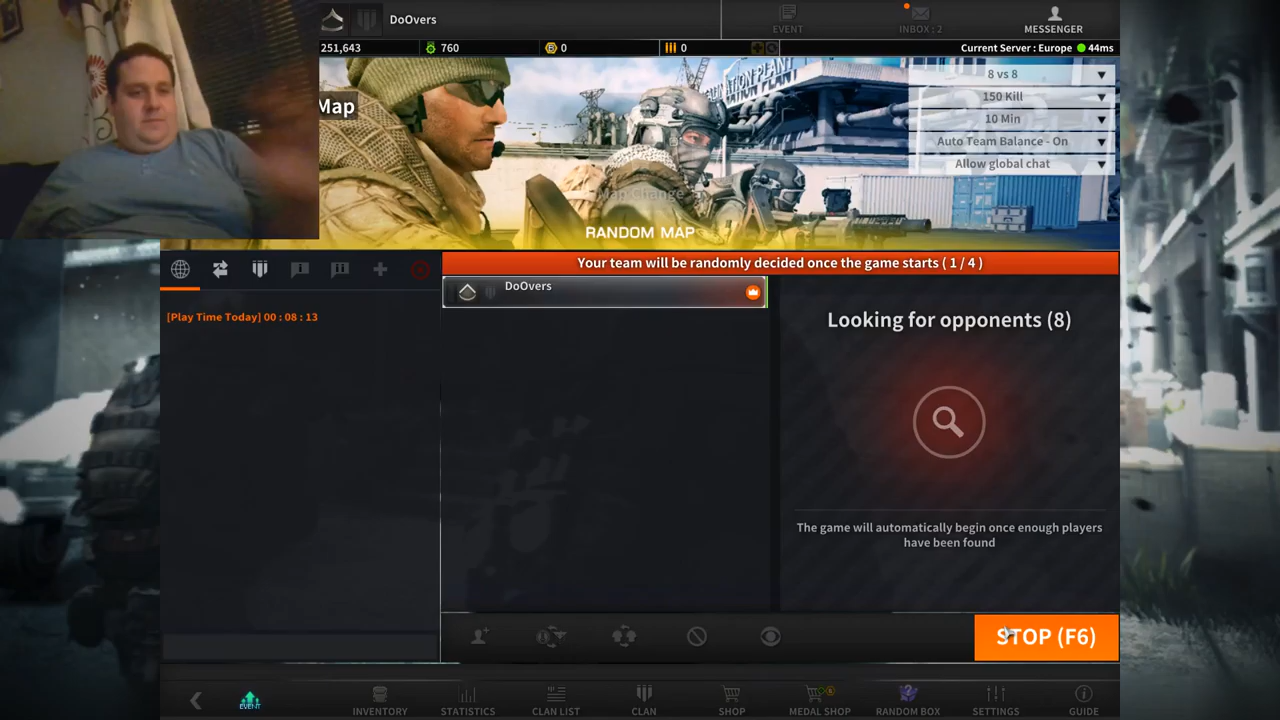 DoOvers
EVENT
INBOX : 2
MESSENGER
251,643
760
0
0
Current Server : Europe
44ms
Map
8 vs 8
150 Kill
10 Min
Auto Team Balance - On
Allow global chat
Map Change
RANDOM MAP
Your team will be randomly decided once the game starts ( 1 / 4 )
DoOvers
[Play Time Today] 00 : 08 : 13
Looking for opponents (8)
The game will automatically begin once enough players
have been found
STOP (F6)
EVENT
INVENTORY
STATISTICS
CLAN LIST
CLAN
SHOP
MEDAL SHOP
RANDOM BOX
SETTINGS
GUIDE